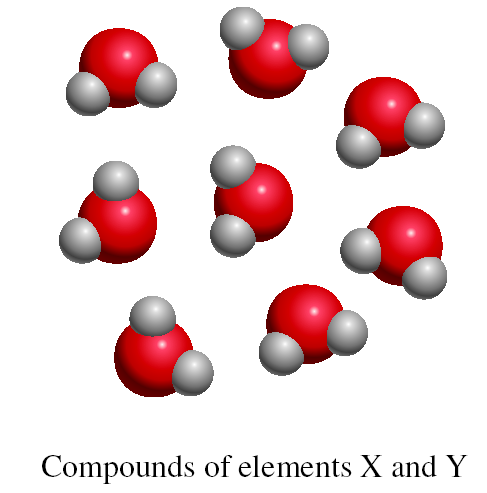 Compounds of elements X and Y